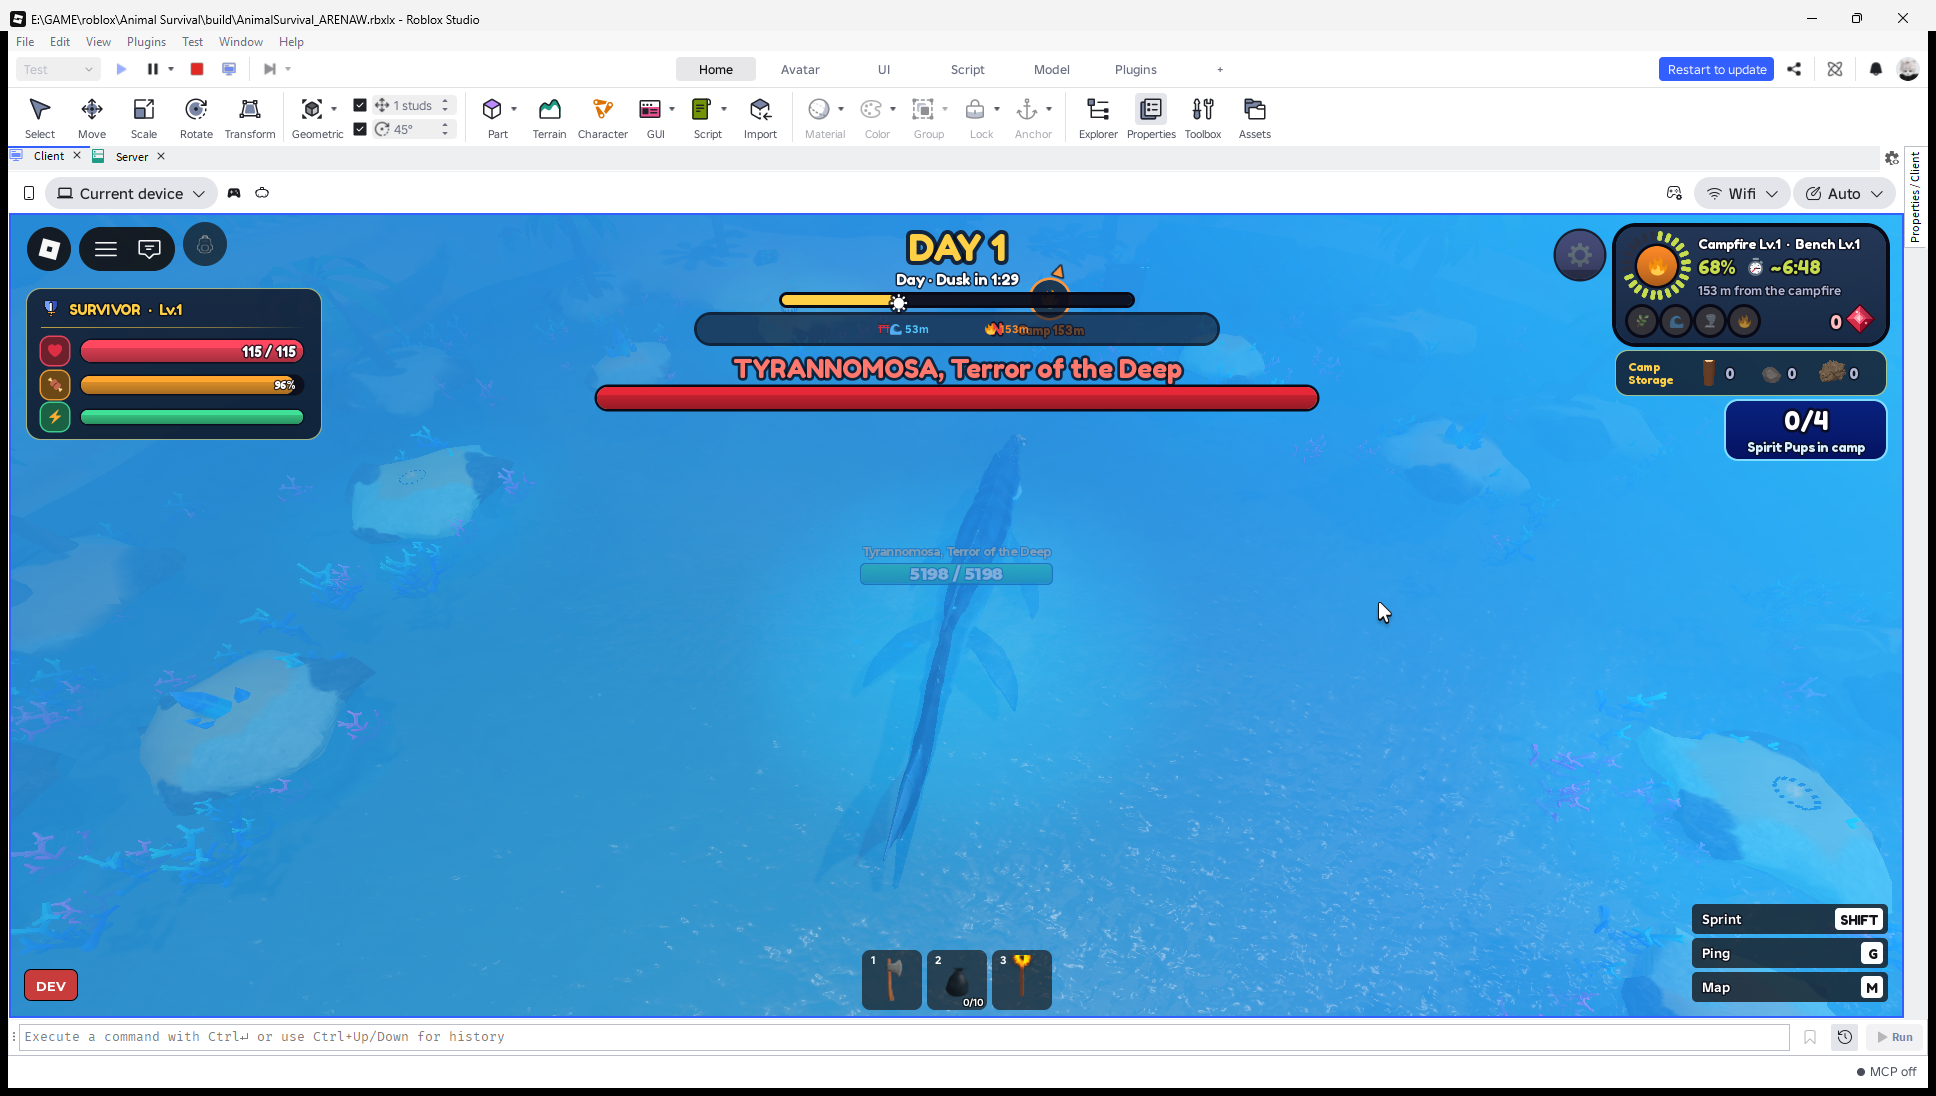 E:\GAME\roblox\Animal Survival\build\AnimalSurvival_ARENAW.rbxlx - Roblox Studio
File Edit View Plugins Test Window Help
Test
Home Avatar UI Script Model Plugins +
Restart to update
Select Move Scale Rotate Transform Geometric
1 studs
45°
Part Terrain Character GUI Script Import Material Color Group Lock Anchor Explorer Properties Toolbox Assets
Client Server
Properties / Client
Current device
Wifi Auto
DAY 1
Day · Dusk in 1:29
53m
153m
Camp 153m
TYRANNOMOSA, Terror of the Deep
SURVIVOR · Lv.1
115 / 115
96%
Campfire Lv.1 · Bench Lv.1
68% ~6:48
153 m from the campfire
0
Camp Storage 0 0 0
0/4
Spirit Pups in camp
Tyrannomosa, Terror of the Deep
5198 / 5198
Sprint SHIFT
Ping G
Map M
1 2 3
0/10
DEV
Execute a command with Ctrl↵ or use Ctrl+Up/Down for history
Run
MCP off